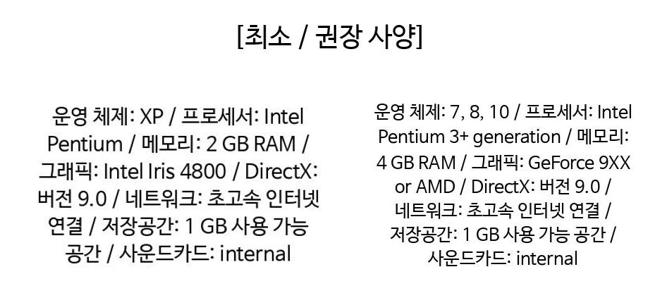 [최소 / 권장 사양]
운영 체제: XP / 프로세서: Intel
Pentium / 메모리: 2 GB RAM /
그래픽: Intel Iris 4800 / DirectX:
버전 9.0 / 네트워크: 초고속 인터넷
연결 / 저장공간: 1 GB 사용 가능
공간 / 사운드카드: internal
운영 체제: 7, 8, 10 / 프로세서: Intel
Pentium 3+ generation / 메모리:
4 GB RAM / 그래픽: GeForce 9XX
or AMD / DirectX: 버전 9.0 /
네트워크: 초고속 인터넷 연결 /
저장공간: 1 GB 사용 가능 공간 /
사운드카드: internal